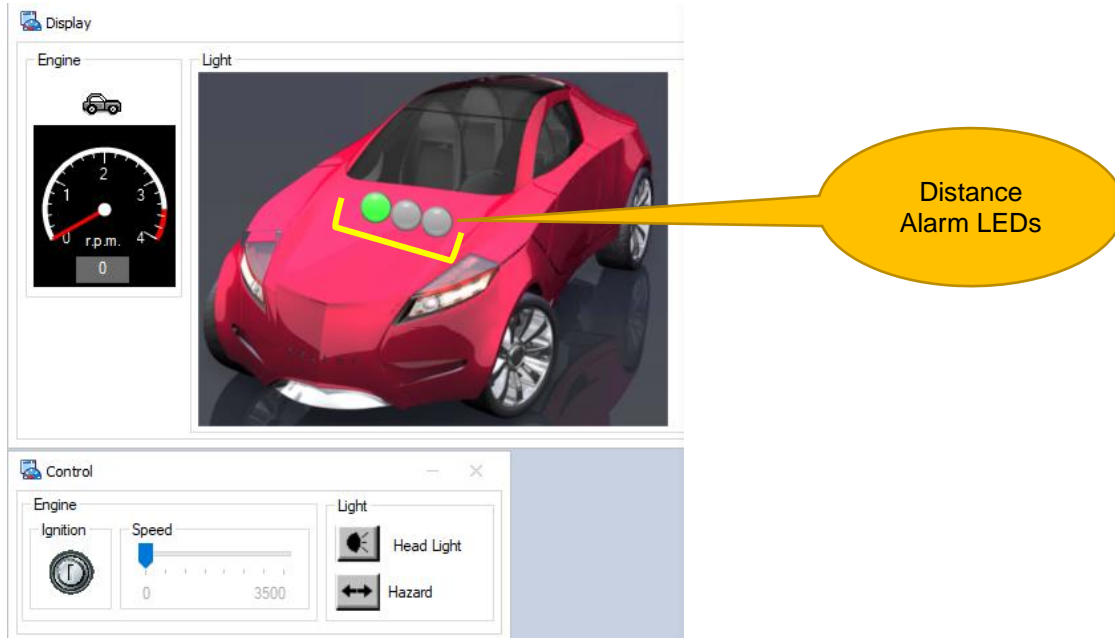 Display
Engine
Light
1
2
3
0
4
r.p.m.
0
Distance
Alarm LEDs
Control
Engine
Light
Ignition
Speed
0
3500
Head Light
Hazard